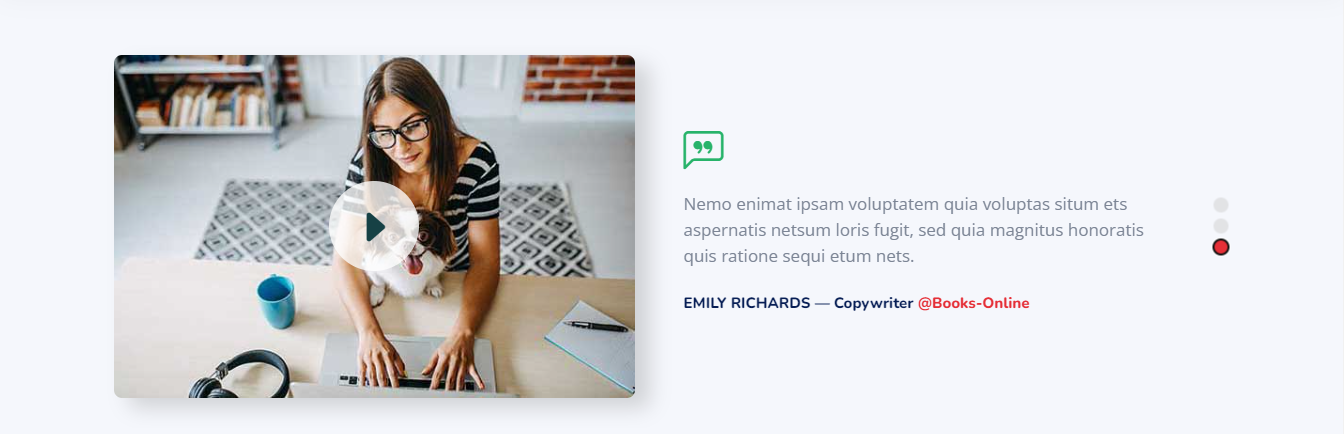 Nemo enimat ipsam voluptatem quia voluptas situm ets
aspernatis netsum loris fugit, sed quia magnitus honoratis
quis ratione sequi etum nets.
EMILY RICHARDS — Copywriter @Books-Online